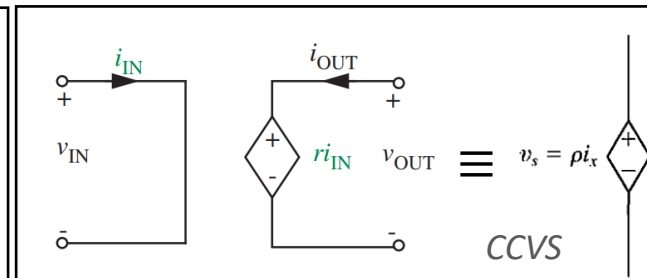 i_IN
i_OUT
+
+
v_IN
+
-
ri_IN
v_OUT
≡
v_s = ρi_x
+
−
-
-
CCVS